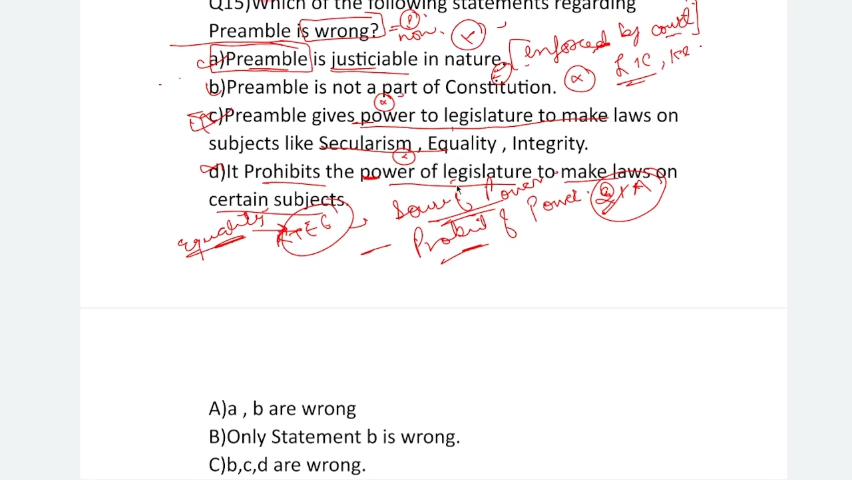 Q15)Which of the following statements regarding
Preamble is wrong?
non.
enforced by court
a)Preamble is justiciable in nature.
b)Preamble is not a part of Constitution.
c)Preamble gives power to legislature to make laws on
subjects like Secularism , Equality , Integrity.
d)It Prohibits the power of legislature to make laws on
certain subjects.
Source Power
Equality
Prohibit of Power.
A)a , b are wrong
B)Only Statement b is wrong.
C)b,c,d are wrong.